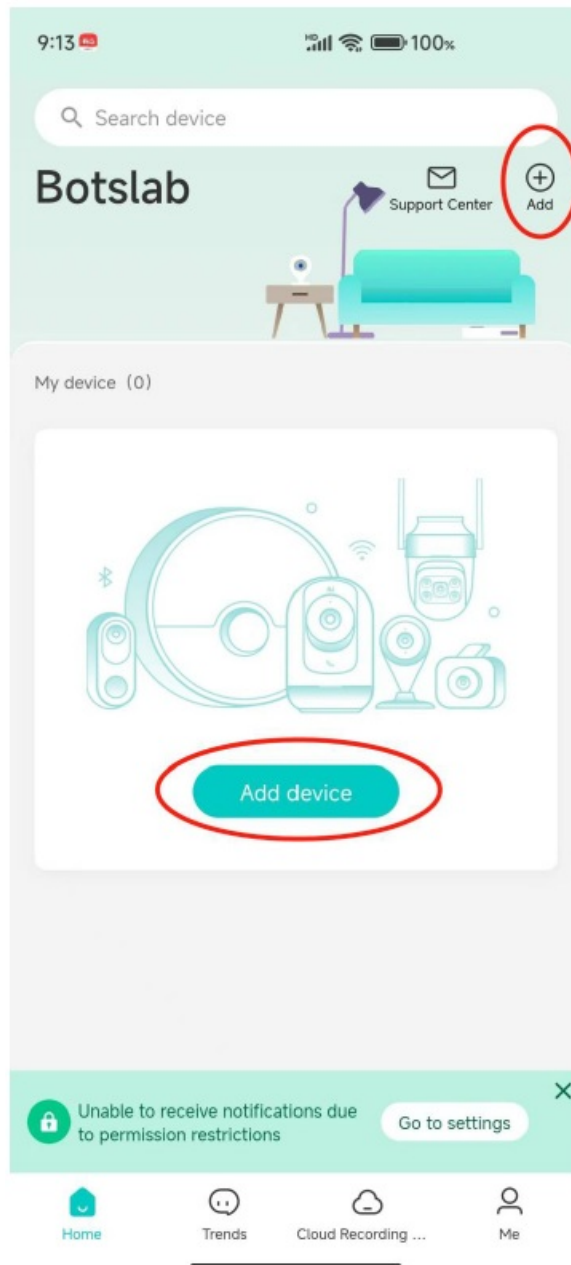 9:13
HD 100%
Search device
Botslab
Support Center
Add
My device (0)
Add device
Unable to receive notifications due
to permission restrictions
Go to settings
Home
Trends
Cloud Recording ...
Me